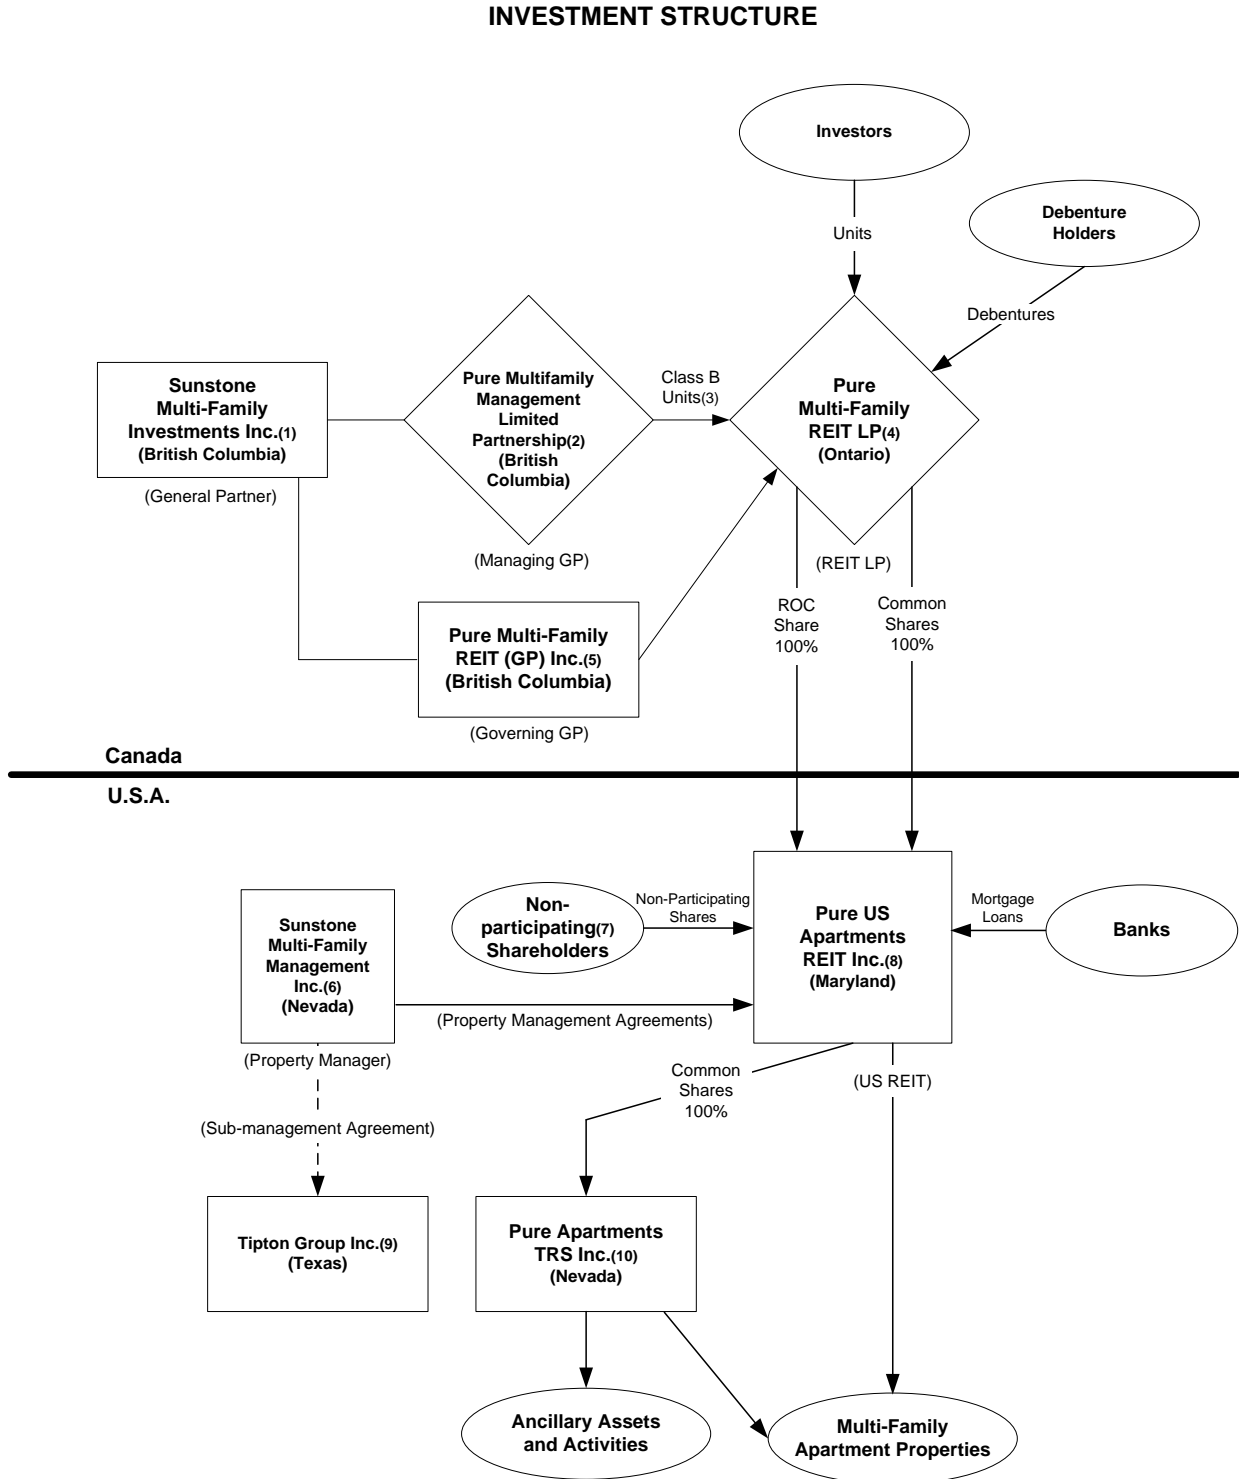 INVESTMENT STRUCTURE
Investors
Units
Debenture
Holders
Debentures
Sunstone
Multi-Family
Investments Inc.(1)
(British Columbia)
(General Partner)
Pure Multifamily
Management
Limited
Partnership(2)
(British
Columbia)
(Managing GP)
Class B
Units(3)
Pure
Multi-Family
REIT LP(4)
(Ontario)
(REIT LP)
Pure Multi-Family
REIT (GP) Inc.(5)
(British Columbia)
(Governing GP)
ROC
Share
100%
Common
Shares
100%
Canada
U.S.A.
Sunstone
Multi-Family
Management
Inc.(6)
(Nevada)
(Property Manager)
Non-
participating(7)
Shareholders
Non-Participating
Shares
Pure US
Apartments
REIT Inc.(8)
(Maryland)
Mortgage
Loans
Banks
(Property Management Agreements)
(US REIT)
Common
Shares
100%
(Sub-management Agreement)
Tipton Group Inc.(9)
(Texas)
Pure Apartments
TRS Inc.(10)
(Nevada)
Ancillary Assets
and Activities
Multi-Family
Apartment Properties